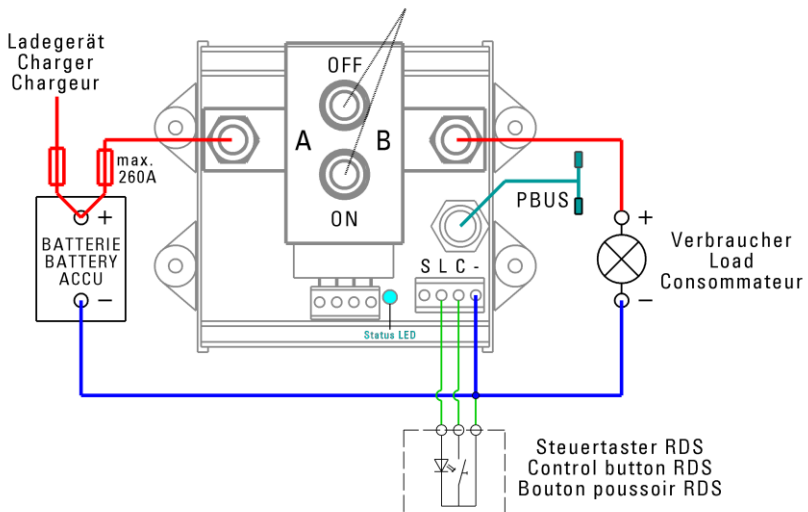 Ladegerät
Charger
Chargeur
OFF
A B
max.
260A
ON
PBUS
+
BATTERIE
BATTERY
ACCU
−
S L C -
+
Verbraucher
Load
Consommateur
−
Status LED
Steuertaster RDS
Control button RDS
Bouton poussoir RDS